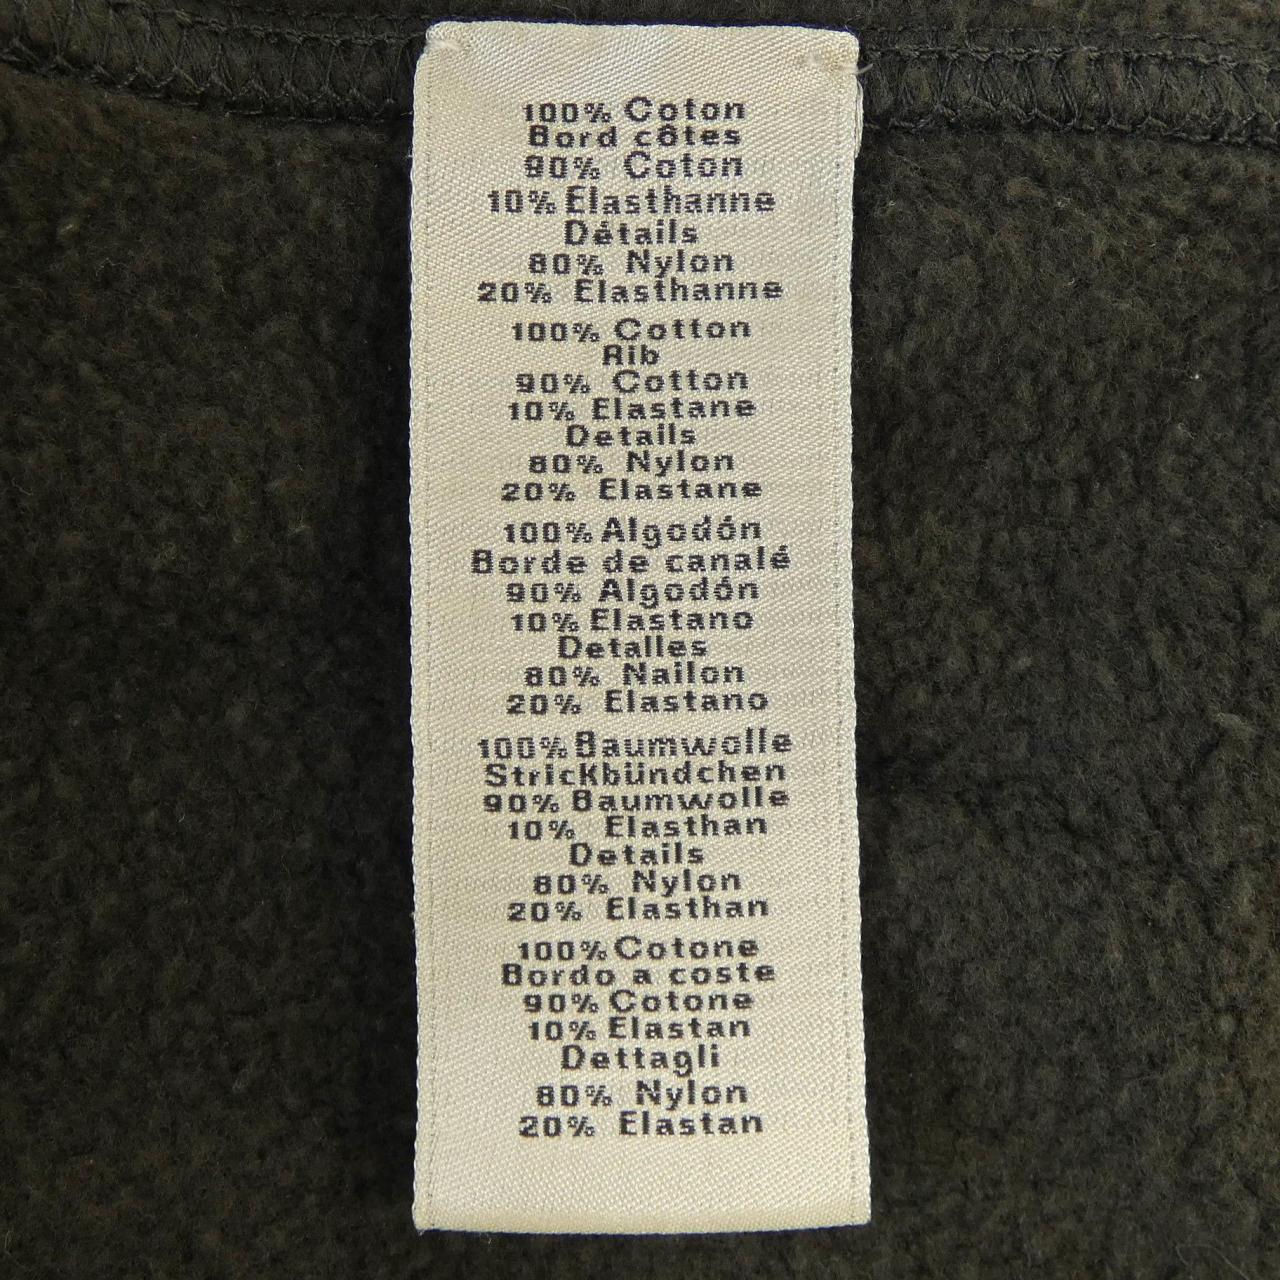 100% Coton
Bord côtes
90% Coton
10% Elasthanne
Détails
80% Nylon
20% Elasthanne
100% Cotton
Rib
90% Cotton
10% Elastane
Details
80% Nylon
20% Elastane
100% Algodón
Borde de canalé
90% Algodón
10% Elastano
Detalles
80% Nailon
20% Elastano
100% Baumwolle
Strickbündchen
90% Baumwolle
10% Elasthan
Details
80% Nylon
20% Elasthan
100% Cotone
Bordo a coste
90% Cotone
10% Elastan
Dettagli
80% Nylon
20% Elastan